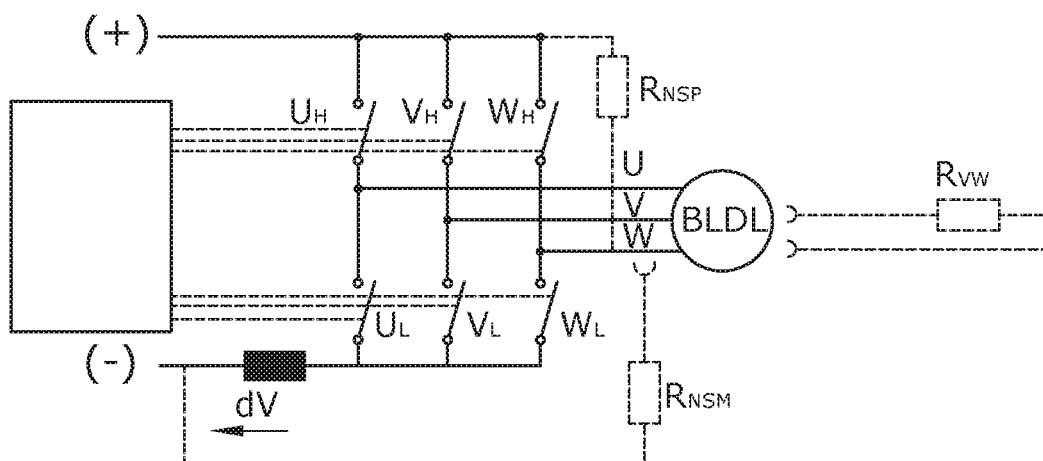 (+)
RNSP
UH
VH
WH
U
V
W
BLDL
RVW
UL
VL
WL
(-)
dV
RNSM